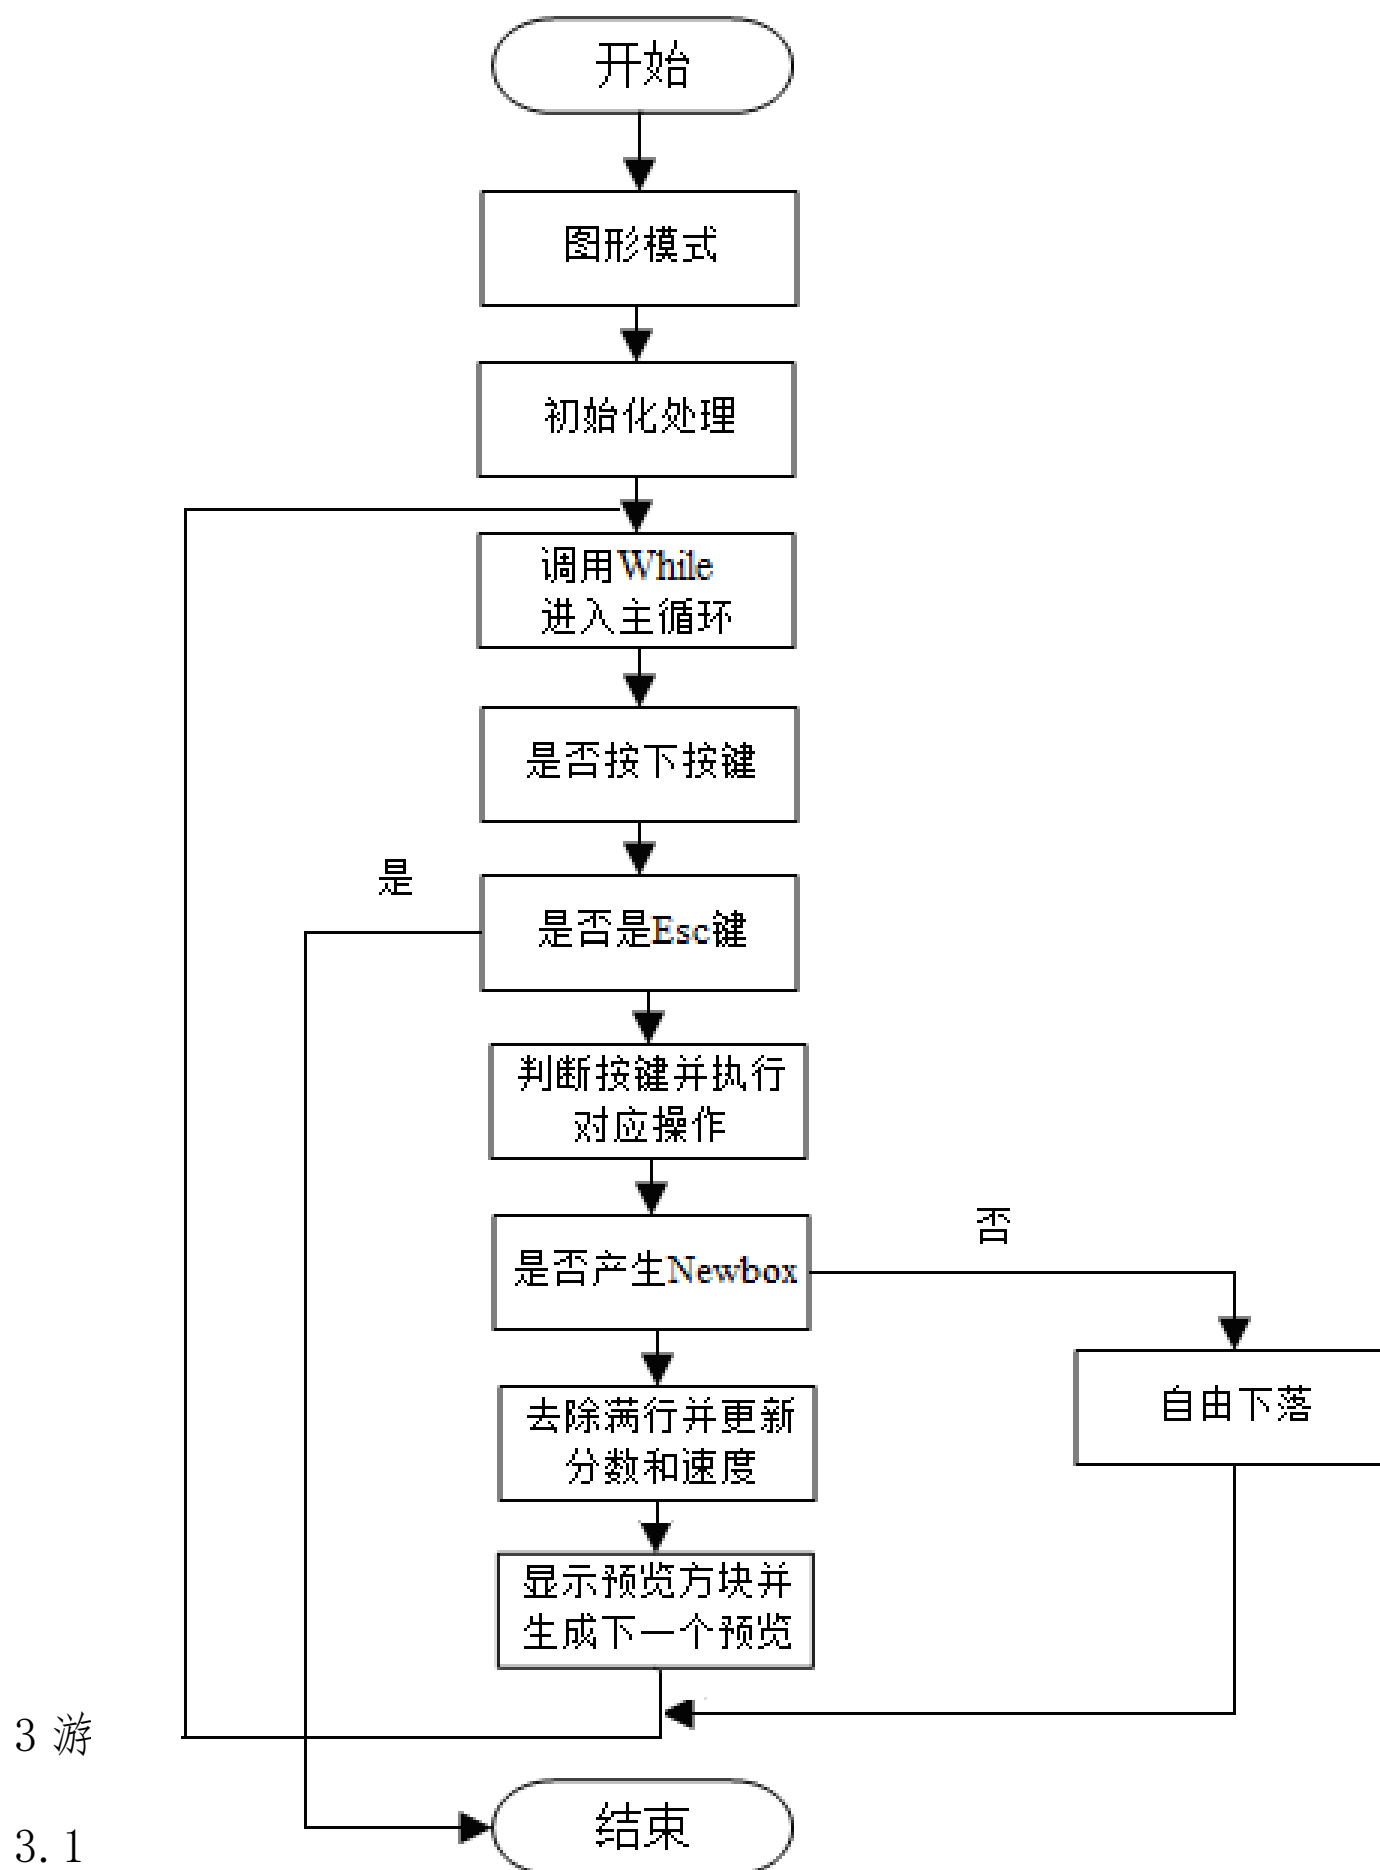 开始
图形模式
初始化处理
调用While
进入主循环
是否按下按键
是
是否是Esc键
判断按键并执行
对应操作
否
是否产生Newbox
自由下落
去除满行并更新
分数和速度
显示预览方块并
生成下一个预览
3 游
结束
3.1